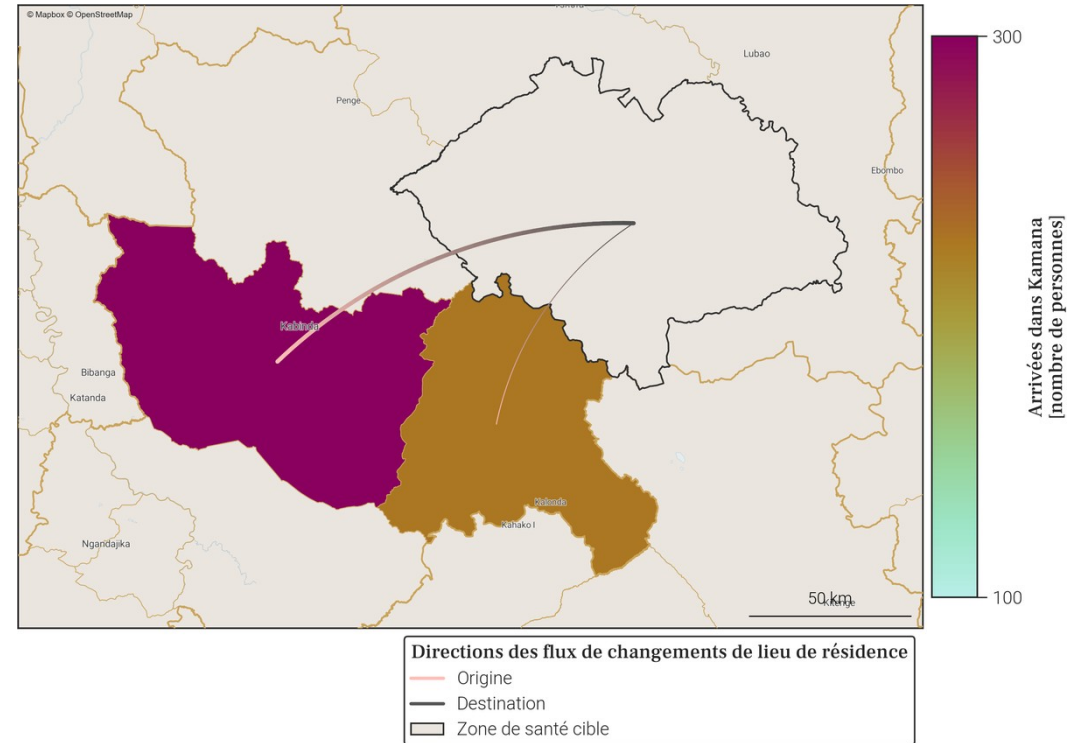 © Mapbox © OpenStreetMap
Lubao
Penge
Ebombo
Kabinda
Bibanga
Katanda
Kalonda
Kahako I
Ngandajika
50 km
Kitenge
300
100
Arrivées dans Kamana
[nombre de personnes]
Directions des flux de changements de lieu de résidence
Origine
Destination
Zone de santé cible